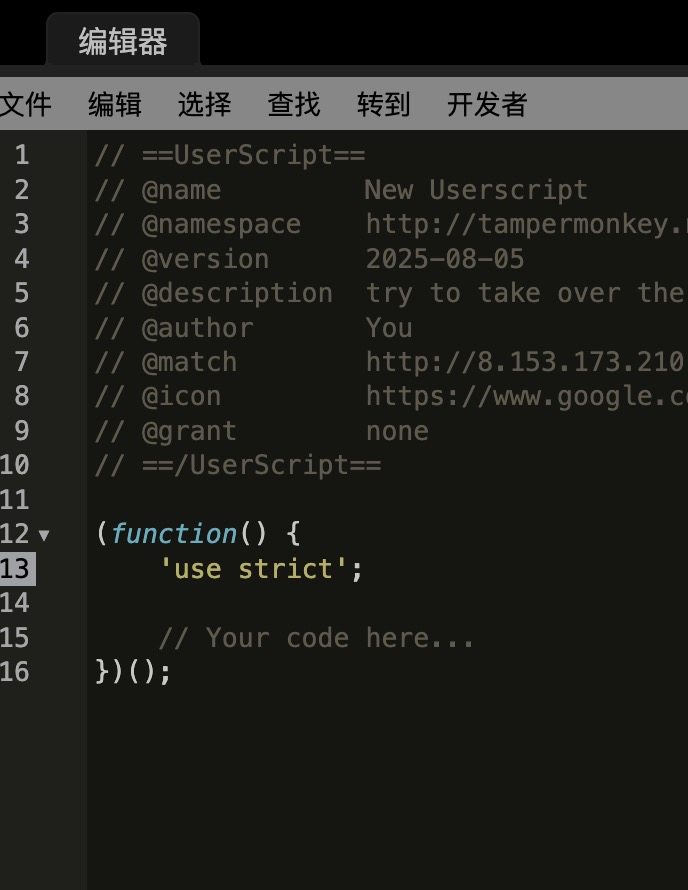 编辑器
文件 编辑 选择 查找 转到 开发者
1 // ==UserScript==
2 // @name         New Userscript
3 // @namespace    http://tampermonkey.
4 // @version      2025-08-05
5 // @description  try to take over the
6 // @author       You
7 // @match        http://8.153.173.210
8 // @icon         https://www.google.co
9 // @grant        none
10 // ==/UserScript==
11
12 (function() {
13     'use strict';
14
15     // Your code here...
16 })();